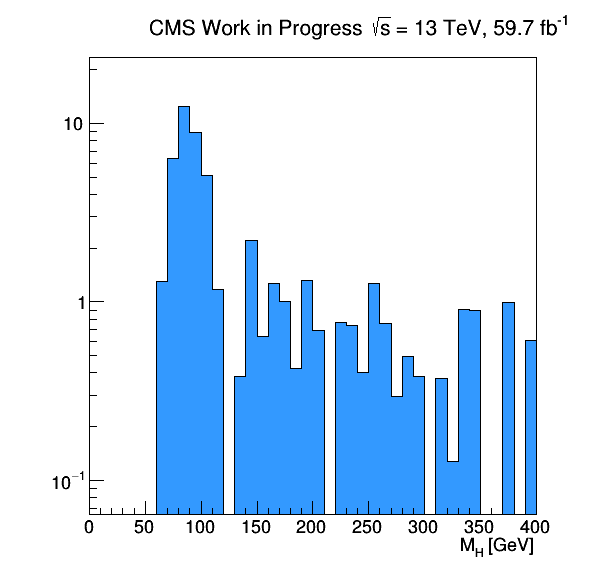 CMS Work in Progress √s = 13 TeV, 59.7 fb⁻¹
10
1
10⁻¹
0 50 100 150 200 250 300 350 400
M_H [GeV]